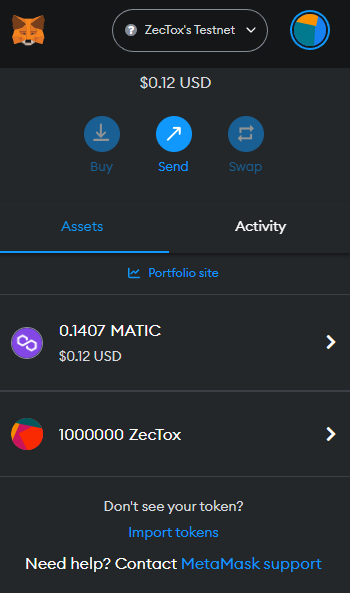 ZecTox's Testnet
$0.12 USD
Buy
Send
Swap
Assets
Activity
Portfolio site
0.1407 MATIC
$0.12 USD
1000000 ZecTox
Don't see your token?
Import tokens
Need help? Contact MetaMask support